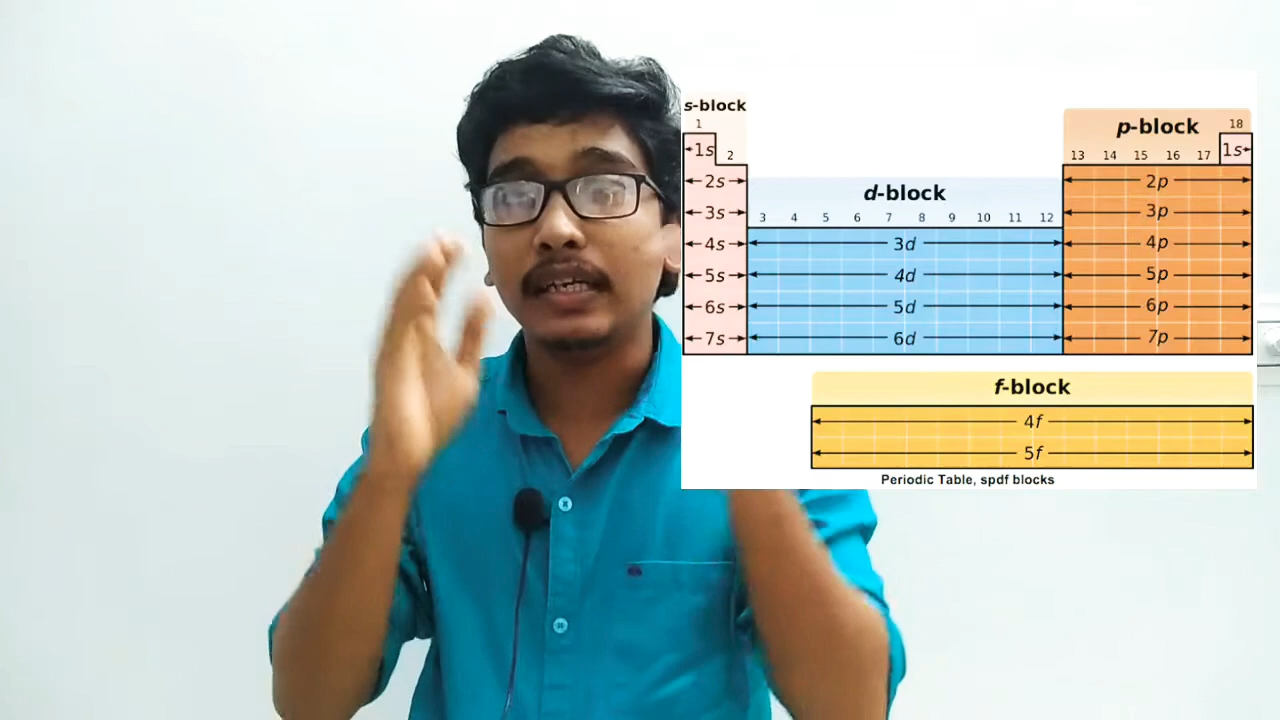 s-block
1
1s
2
2s
3s
4s
5s
6s
7s
d-block
3 4 5 6 7 8 9 10 11 12
3d
4d
5d
6d
p-block
18
13 14 15 16 17 1s
2p
3p
4p
5p
6p
7p
f-block
4f
5f
Periodic Table, spdf blocks